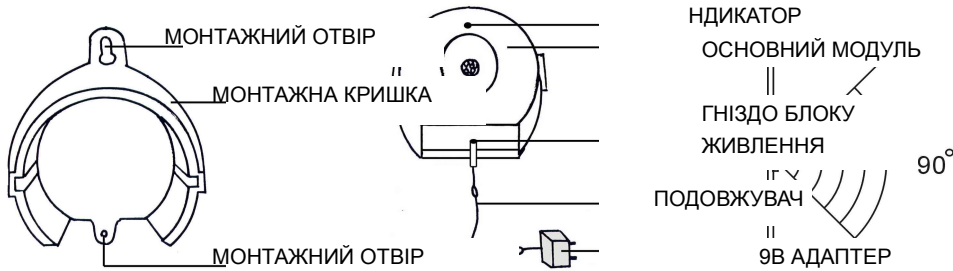 МОНТАЖНИЙ ОТВІР
МОНТАЖНА КРИШКА
МОНТАЖНИЙ ОТВІР
НДИКАТОР
ОСНОВНИЙ МОДУЛЬ
ГНІЗДО БЛОКУ
ЖИВЛЕННЯ
ПОДОВЖУВАЧ
9В АДАПТЕР
90°